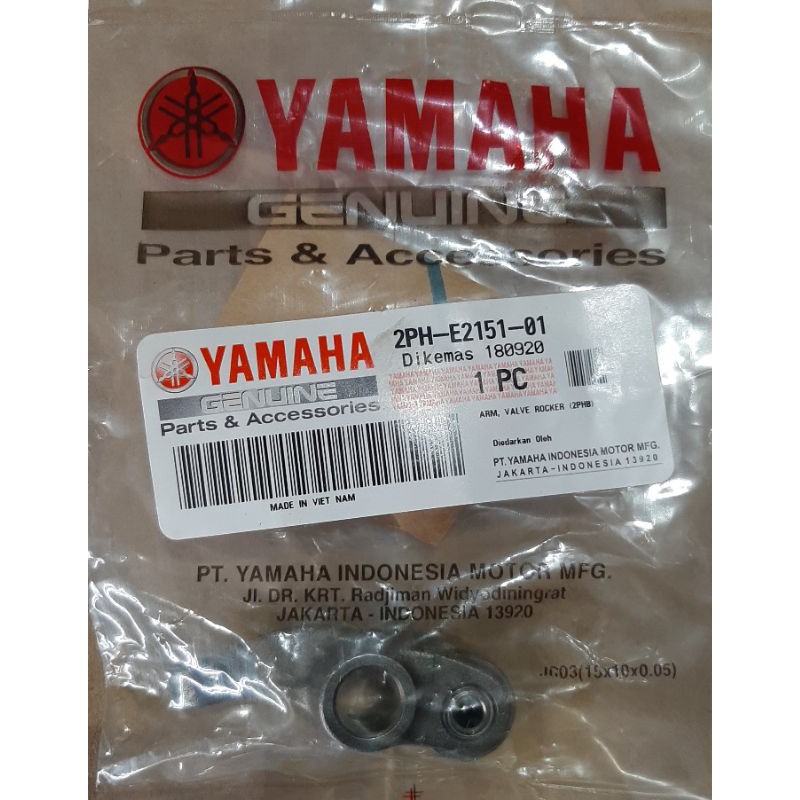 YAMAHA
GENUINE
Parts & Accessories
YAMAHA
GENUINE
Parts & Accessories
2PH-E2151-01
Dikemas 180920
1 PC
ARM, VALVE ROCKER (2PHB)
Diedarkan Oleh
PT. YAMAHA INDONESIA MOTOR MFG.
JAKARTA-INDONESIA 13920
MADE IN VIET NAM
PT. YAMAHA INDONESIA MOTOR MFG.
Jl. DR. KRT. Radjiman Widyodiningrat
JAKARTA - INDONESIA 13920
(15x10x0.05)